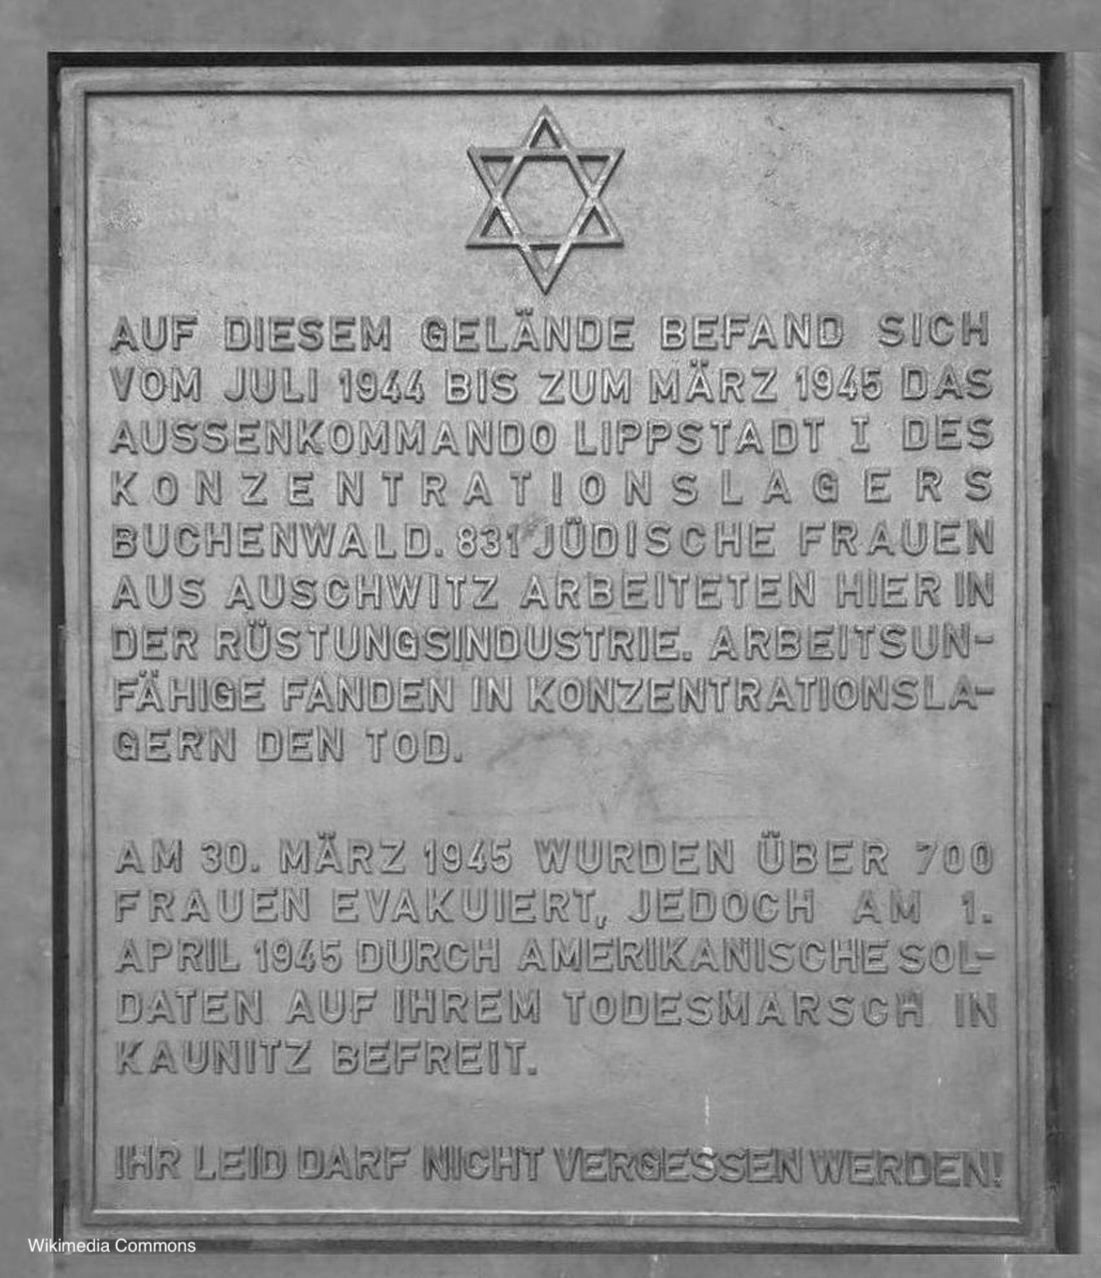 AUF DIESEM GELÄNDE BEFAND SICH
VOM JULI 1944 BIS ZUM MÄRZ 1945 DAS
AUSSENKOMMANDO LIPPSTADT I DES
KONZENTRATIONSLAGERS
BUCHENWALD. 831 JÜDISCHE FRAUEN
AUS AUSCHWITZ ARBEITETEN HIER IN
DER RÜSTUNGSINDUSTRIE. ARBEITSUN-
FÄHIGE FANDEN IN KONZENTRATIONSLA-
GERN DEN TOD.
AM 30. MÄRZ 1945 WURDEN ÜBER 700
FRAUEN EVAKUIERT, JEDOCH AM 1.
APRIL 1945 DURCH AMERIKANISCHE SOL-
DATEN AUF IHREM TODESMARSCH IN
KAUNITZ BEFREIT.
IHR LEID DARF NICHT VERGESSEN WERDEN!
Wikimedia Commons